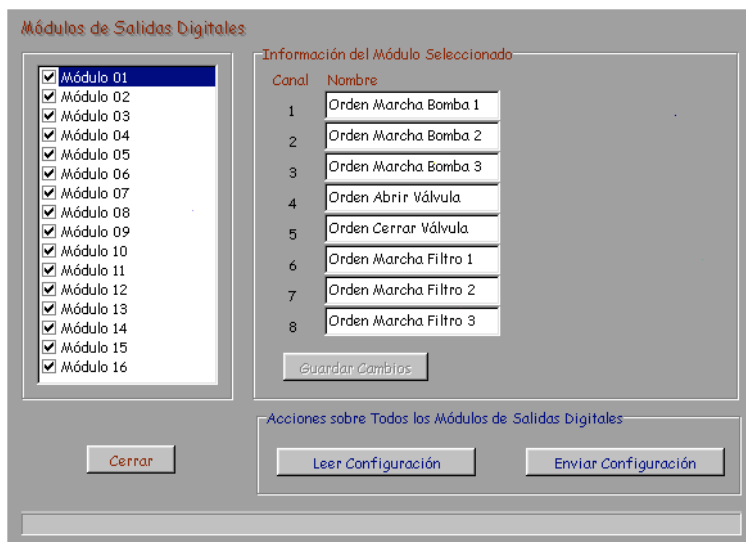 Módulos de Salidas Digitales
Módulo 01
Módulo 02
Módulo 03
Módulo 04
Módulo 05
Módulo 06
Módulo 07
Módulo 08
Módulo 09
Módulo 10
Módulo 11
Módulo 12
Módulo 13
Módulo 14
Módulo 15
Módulo 16
Información del Módulo Seleccionado
Canal Nombre
1 Orden Marcha Bomba 1
2 Orden Marcha Bomba 2
3 Orden Marcha Bomba 3
4 Orden Abrir Válvula
5 Orden Cerrar Válvula
6 Orden Marcha Filtro 1
7 Orden Marcha Filtro 2
8 Orden Marcha Filtro 3
Guardar Cambios
Acciones sobre Todos los Módulos de Salidas Digitales
Cerrar
Leer Configuración
Enviar Configuración